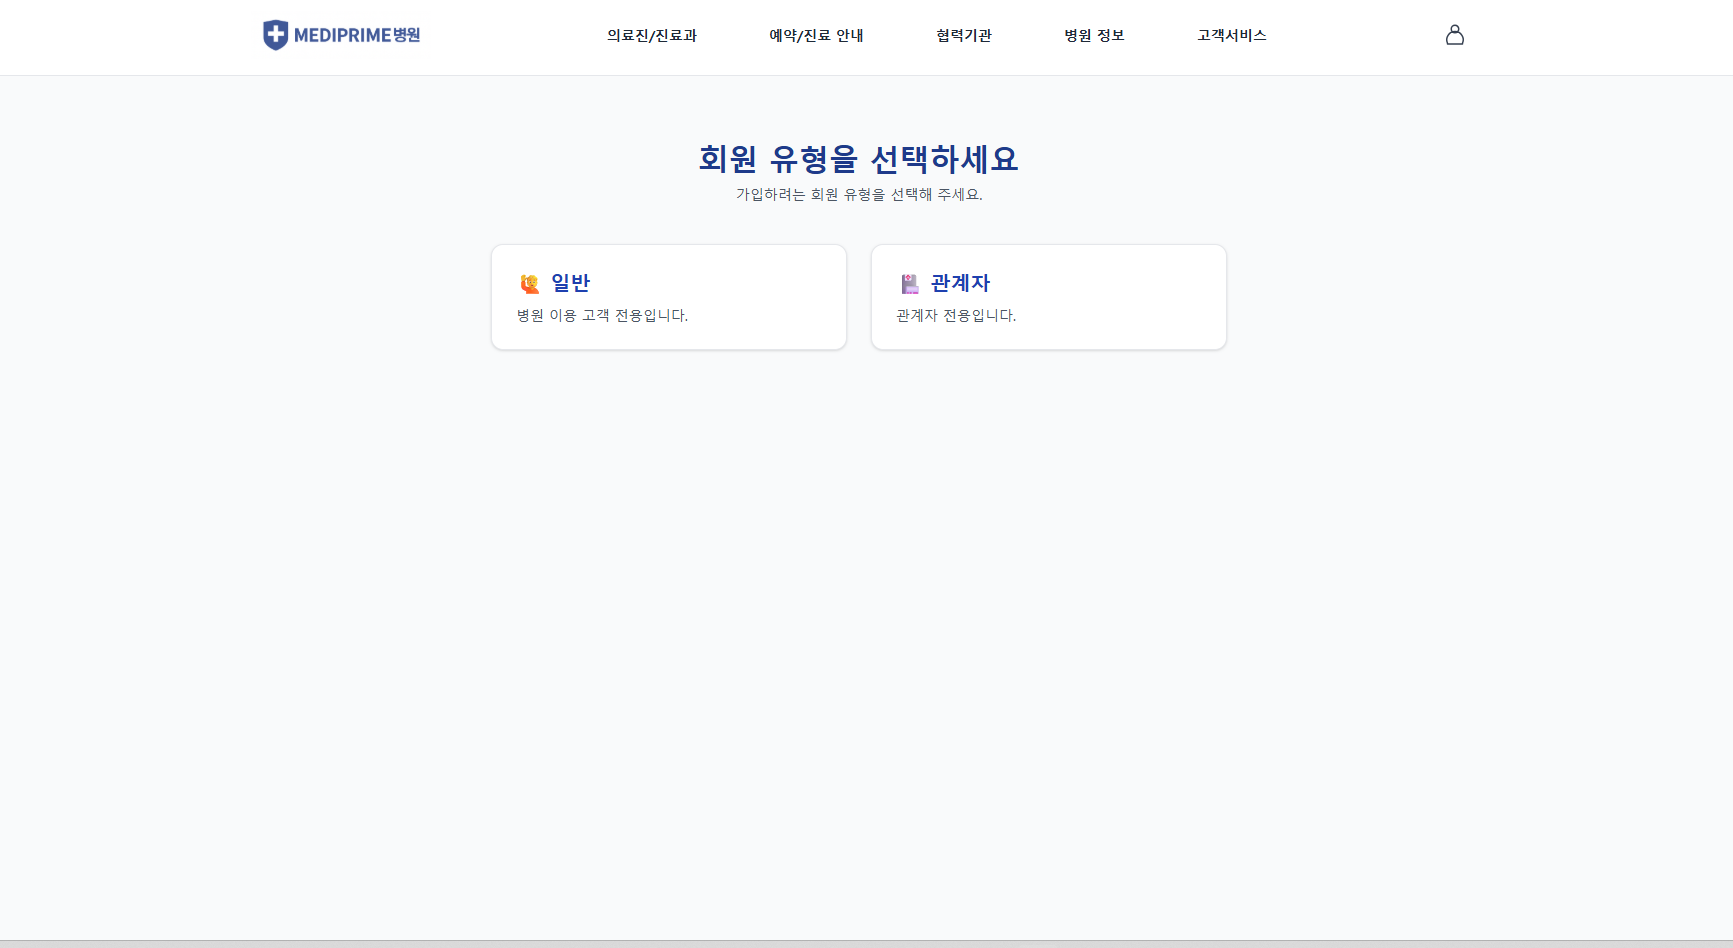 MEDIPRIME병원
의료진/진료과
예약/진료 안내
협력기관
병원 정보
고객서비스
회원 유형을 선택하세요
가입하려는 회원 유형을 선택해 주세요.
일반
병원 이용 고객 전용입니다.
관계자
관계자 전용입니다.